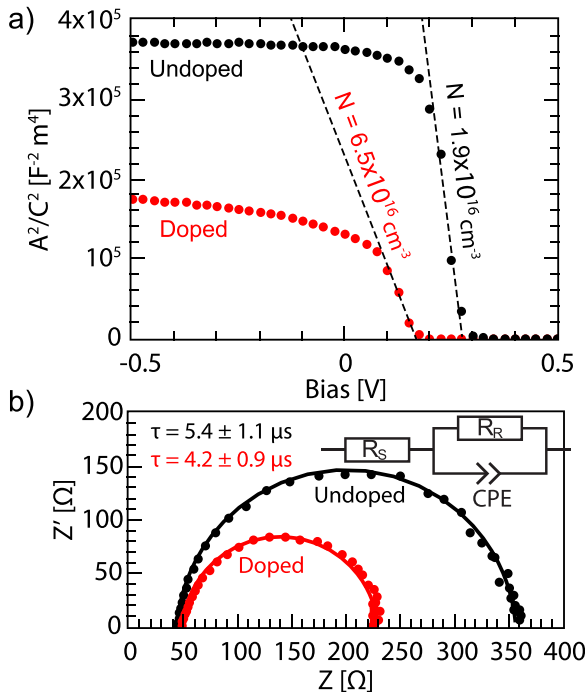 a)
4x10⁵
3x10⁵
2x10⁵
10⁵
0
A²/C² [F⁻² m⁴]
Undoped
Doped
N = 6.5x10¹⁶ cm⁻³
N = 1.9x10¹⁶ cm⁻³
-0.5
0
0.5
Bias [V]
b)
200
150
100
50
0
Z' [Ω]
τ = 5.4 ± 1.1 μs
τ = 4.2 ± 0.9 μs
R_S
R_R
CPE
Undoped
Doped
0 50 100 150 200 250 300 350 400
Z [Ω]